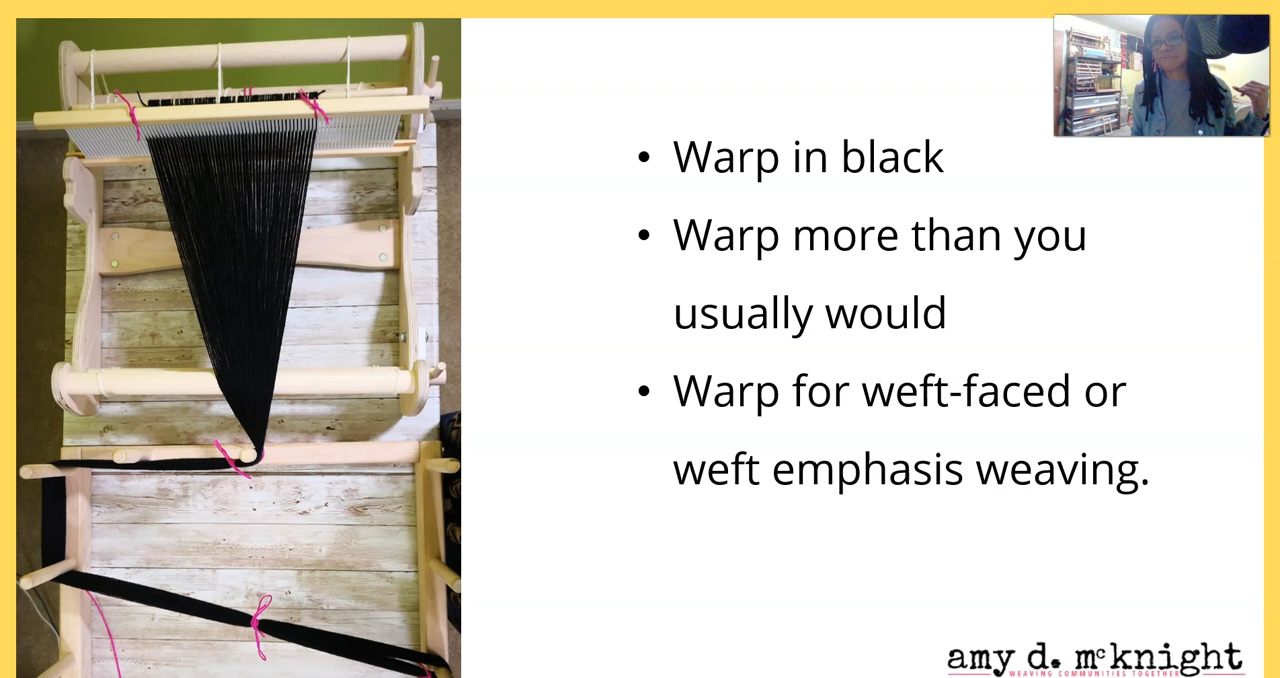 • Warp in black
• Warp more than you
usually would
• Warp for weft-faced or
weft emphasis weaving.
amy d. mcknight
WEAVING COMMUNITIES TOGETHER